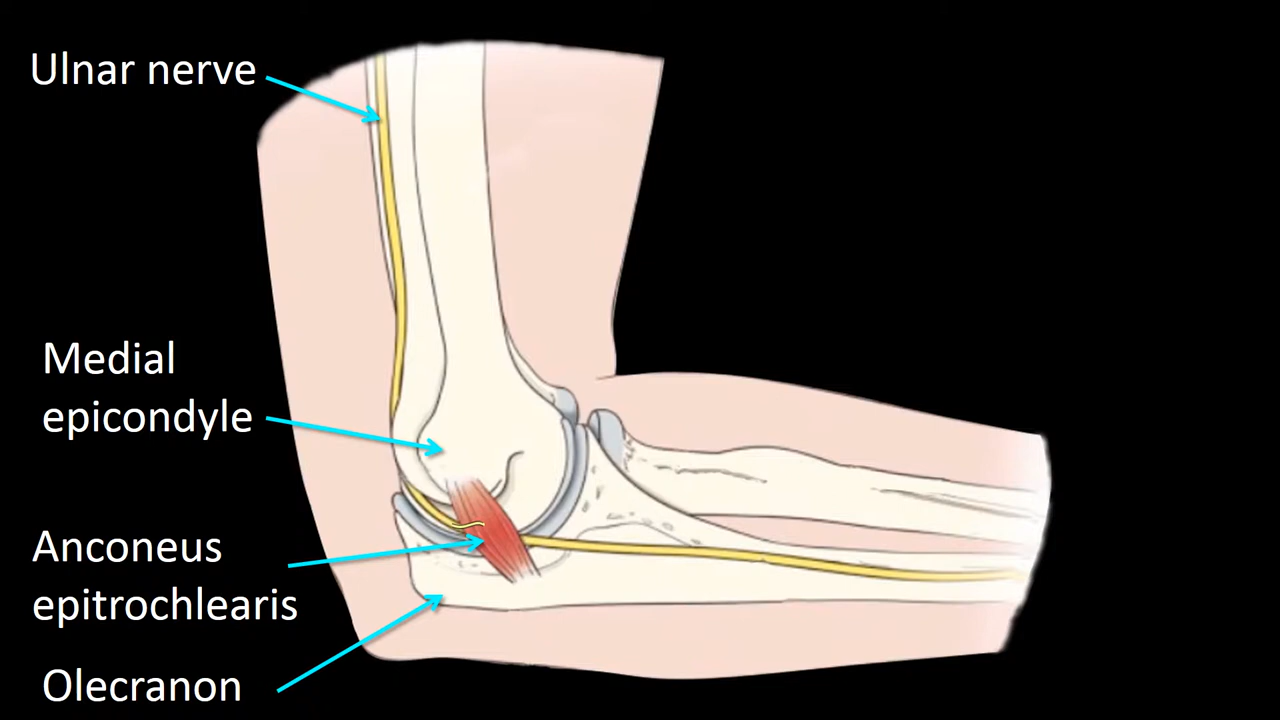 Ulnar nerve
Medial
epicondyle
Anconeus
epitrochlearis
Olecranon